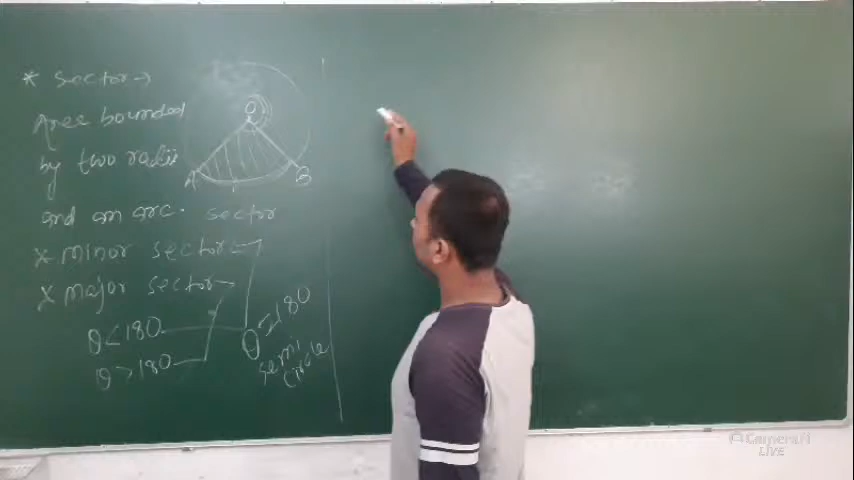 * Sector→
Area bounded
by two radii
and an arc. sector
x minor sector
x major sector
θ<180
θ>180
θ=180
semi
circle
O
A
B
CameraFi
LIVE